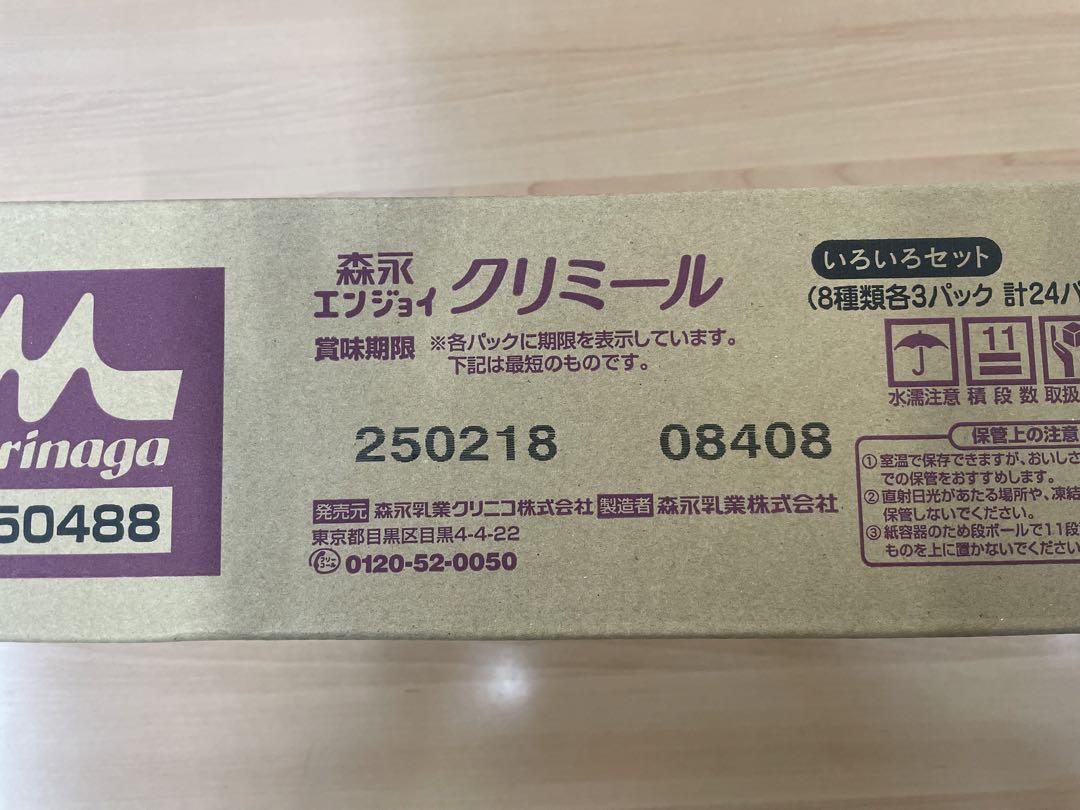 rinaga
50488
森永
エンジョイ クリミール
賞味期限 ※各パックに期限を表示しています。
下記は最短のものです。
250218 08408
発売元 森永乳業クリニコ株式会社 製造者 森永乳業株式会社
東京都目黒区目黒4-4-22
フリーコール 0120-52-0050
いろいろセット
(8種類各3パック 計24パ
11
水濡注意 積段数 取扱
保管上の注意
①室温で保存できますが、おいしさ
での保管をおすすめします。
②直射日光があたる場所や、凍結
保管しないでください。
③紙容器のため段ボールで11段
ものを上に置かないでください